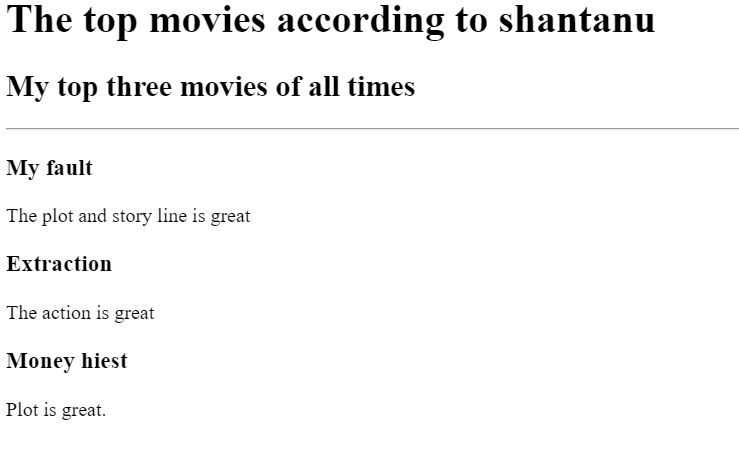 The top movies according to shantanu
My top three movies of all times
My fault
The plot and story line is great
Extraction
The action is great
Money hiest
Plot is great.